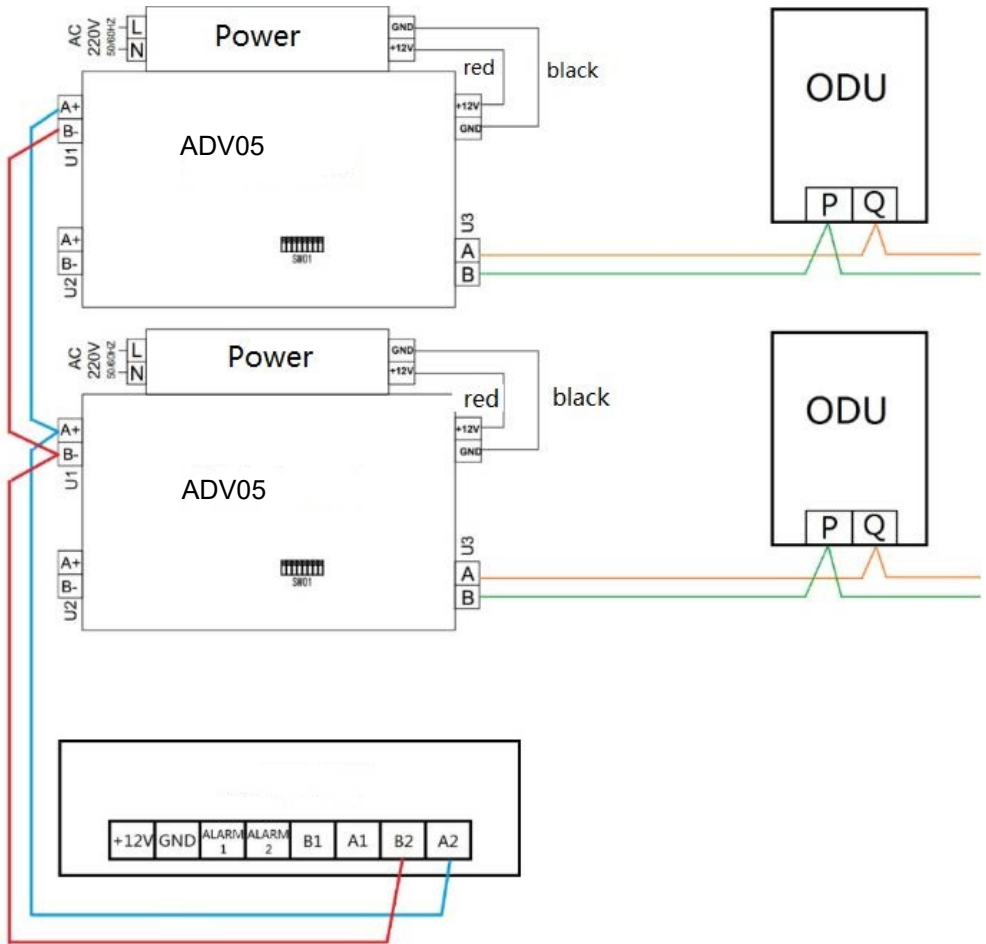 AC
220V
50/60HZ
L
N
Power
GND
+12V
red
black
A+
B-
U1
ADV05
+12V
GND
A+
B-
U2
SW01
U3
A
B
ODU
P Q
AC
220V
50/60HZ
L
N
Power
GND
+12V
red
black
A+
B-
U1
ADV05
+12V
GND
A+
B-
U2
SW01
U3
A
B
ODU
P Q
+12V GND ALARM 1 ALARM 2 B1 A1 B2 A2